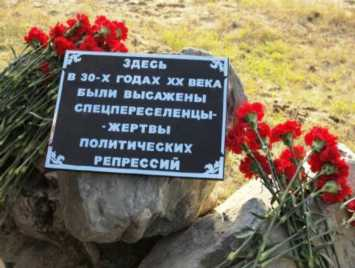 ЗДЕСЬ
В 30-Х ГОДАХ XX ВЕКА
БЫЛИ ВЫСАЖЕНЫ
СПЕЦПЕРЕСЕЛЕНЦЫ-
-ЖЕРТВЫ
ПОЛИТИЧЕСКИХ
РЕПРЕССИЙ